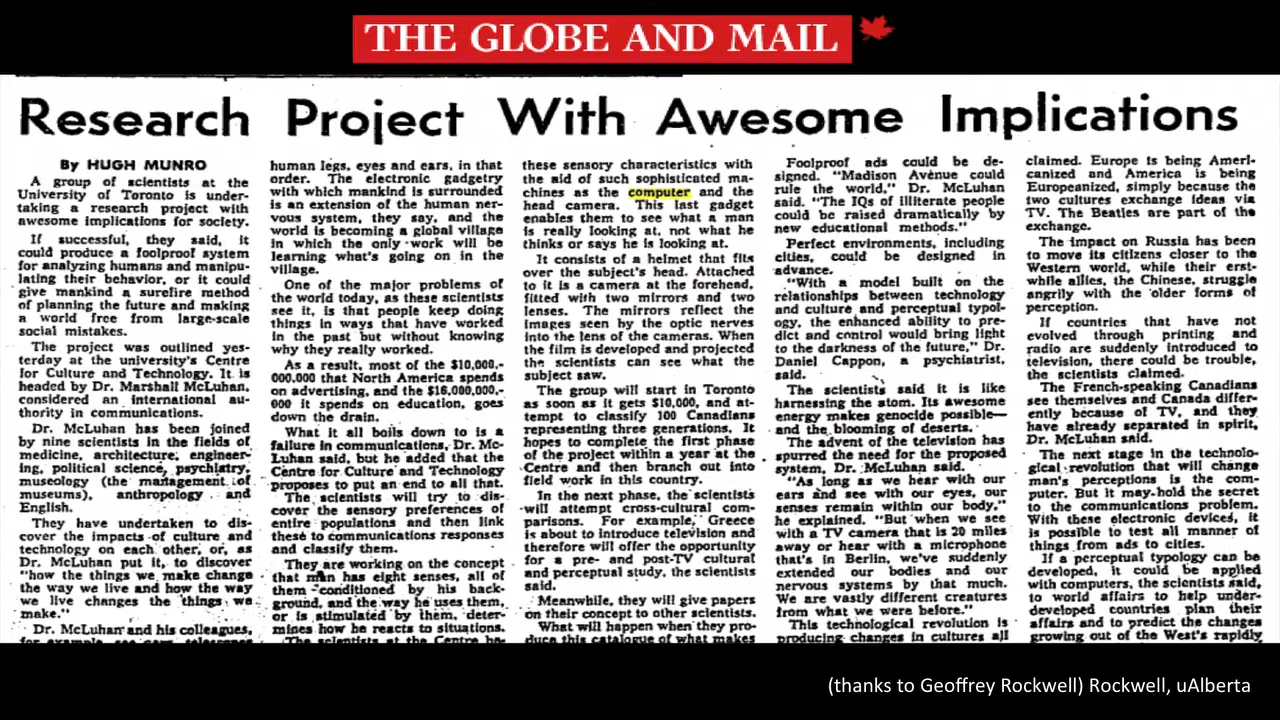 THE GLOBE AND MAIL
Research Project With Awesome Implications
By HUGH MUNRO
A group of scientists at the
University of Toronto is under-
taking a research project with
awesome implications for society.
If successful, they said, it
could produce a foolproof system
for analyzing humans and manipu-
lating their behavior, or it could
give mankind a surefire method
of planning the future and making
a world free from large-scale
social mistakes.
The project was outlined yes-
terday at the university's Centre
for Culture and Technology. It is
headed by Dr. Marshall McLuhan,
considered an international au-
thority in communications.
Dr. McLuhan has been joined
by nine scientists in the fields of
medicine, architecture, engineer-
ing, political science, psychiatry,
museology (the management of
museums), anthropology and
English.
They have undertaken to dis-
cover the impacts of culture and
technology on each other, or, as
Dr. McLuhan put it, to discover
"how the things we make change
the way we live and how the way
we live changes the things we
make."
Dr. McLuhan and his colleagues,
for example, see cars, telescopes
human legs, eyes and ears, in that
order. The electronic gadgetry
with which mankind is surrounded
is an extension of the human ner-
vous system, they say, and the
world is becoming a global village
in which the only work will be
learning what's going on in the
village.
One of the major problems of
the world today, as these scientists
see it, is that people keep doing
things in ways that have worked
in the past but without knowing
why they really worked.
As a result, most of the $10,000,-
000,000 that North America spends
on advertising, and the $16,000,000,-
000 it spends on education, goes
down the drain.
What it all boils down to is a
failure in communications, Dr. Mc-
Luhan said, but he added that the
Centre for Culture and Technology
proposes to put an end to all that.
The scientists will try to dis-
cover the sensory preferences of
entire populations and then link
these to communications responses
and classify them.
They are working on the concept
that man has eight senses, all of
them conditioned by his back-
ground, and the way he uses them,
or is stimulated by them, deter-
mines how he reacts to situations.
The scientists at the Centre
these sensory characteristics with
the aid of such sophisticated ma-
chines as the computer and the
head camera. This last gadget
enables them to see what a man
is really looking at, not what he
thinks or says he is looking at.
It consists of a helmet that fits
over the subject's head. Attached
to it is a camera at the forehead,
fitted with two mirrors and two
lenses. The mirrors reflect the
images seen by the optic nerves
into the lens of the cameras. When
the film is developed and projected
the scientists can see what the
subject saw.
The group will start in Toronto
as soon as it gets $10,000, and at-
tempt to classify 100 Canadians
representing three generations. It
hopes to complete the first phase
of the project within a year at the
Centre and then branch out into
field work in this country.
In the next phase, the scientists
will attempt cross-cultural com-
parisons. For example, Greece
is about to introduce television and
therefore will offer the opportunity
for a pre- and post-TV cultural
and perceptual study, the scientists
said.
Meanwhile, they will give papers
on their concept to other scientists.
What will happen when they pro-
duce this catalogue of what makes
Foolproof ads could be de-
signed. "Madison Avenue could
rule the world," Dr. McLuhan
said. "The IQs of illiterate people
could be raised dramatically by
new educational methods."
Perfect environments, including
cities, could be designed in
advance.
"With a model built on the
relationships between technology
and culture and perceptual typol-
ogy, the enhanced ability to pre-
dict and control would bring light
to the darkness of the future," Dr.
Daniel Cappon, a psychiatrist,
said.
The scientists said it is like
harnessing the atom. Its awesome
energy makes genocide possible—
and the blooming of deserts.
The advent of the television has
spurred the need for the proposed
system, Dr. McLuhan said.
"As long as we hear with our
ears and see with our eyes, our
senses remain within our body,"
he explained. "But when we see
with a TV camera that is 20 miles
away or hear with a microphone
that's in Berlin, we've suddenly
extended our bodies and our
nervous systems by that much.
We are vastly different creatures
from what we were before."
This technological revolution is
producing changes in cultures all
claimed. Europe is being Ameri-
canized and America is being
Europeanized, simply because the
two cultures exchange ideas via
TV. The Beatles are part of the
exchange.
The impact on Russia has been
to move its citizens closer to the
Western world, while their erst-
while allies, the Chinese, struggle
angrily with the older forms of
perception.
If countries that have not
evolved through printing and
radio are suddenly introduced to
television, there could be trouble,
the scientists claimed.
The French-speaking Canadians
see themselves and Canada differ-
ently because of TV, and they
have already separated in spirit,
Dr. McLuhan said.
The next stage in the technolo-
gical revolution that will change
man's perceptions is the com-
puter. But it may hold the secret
to the communications problem.
With these electronic devices, it
is possible to test all manner of
things from ads to cities.
If a perceptual typology can be
developed, it could be applied
with computers, the scientists said,
to world affairs to help under-
developed countries plan their
affairs and to predict the changes
growing out of the West's rapidly
(thanks to Geoffrey Rockwell) Rockwell, uAlberta